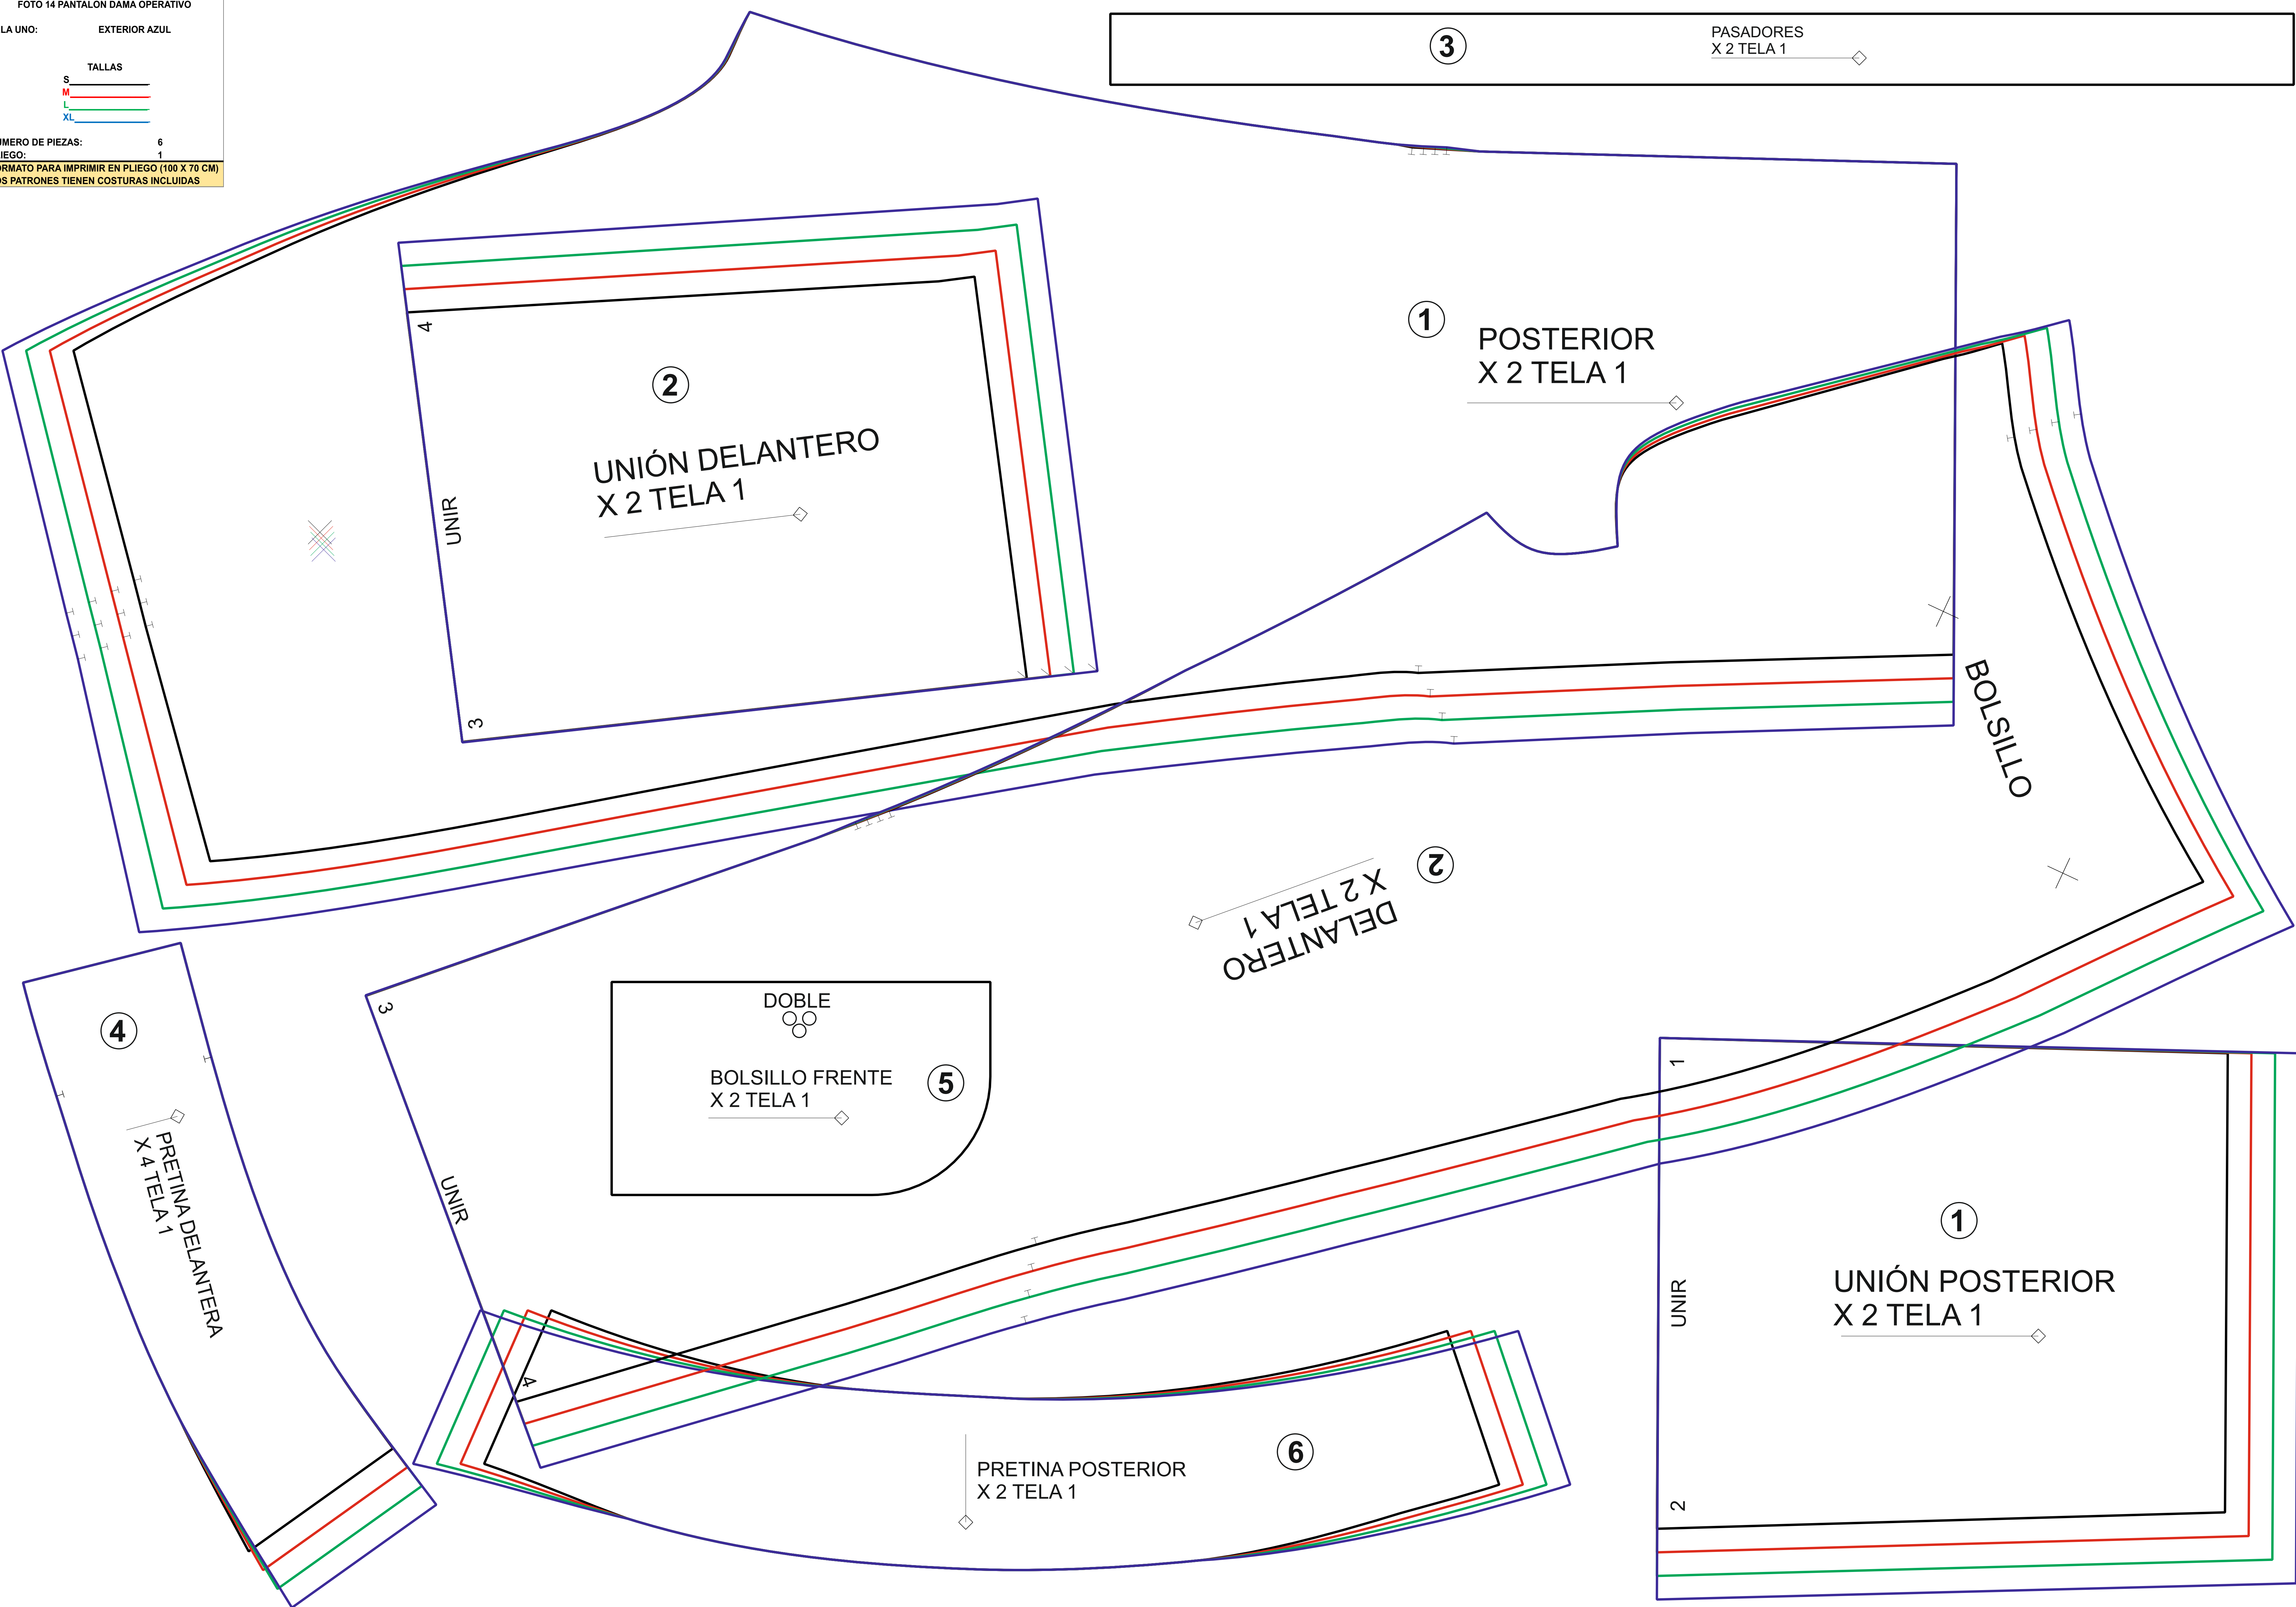 FOTO 14 PANTALON DAMA OPERATIVO
LA UNO: EXTERIOR AZUL
TALLAS
S
M
L
XL
UMERO DE PIEZAS: 6
IEGO: 1
ORMATO PARA IMPRIMIR EN PLIEGO (100 X 70 CM)
OS PATRONES TIENEN COSTURAS INCLUIDAS
3
PASADORES
X 2 TELA 1
1
POSTERIOR
X 2 TELA 1
4
2
UNIÓN DELANTERO
X 2 TELA 1
UNIR
3
BOLSILLO
2
DELANTERO
X 2 TELA 1
3
UNIR
4
DOBLE
BOLSILLO FRENTE
X 2 TELA 1
5
4
PRETINA DELANTERA
X 4 TELA 1
6
PRETINA POSTERIOR
X 2 TELA 1
1
1
UNIÓN POSTERIOR
X 2 TELA 1
UNIR
2